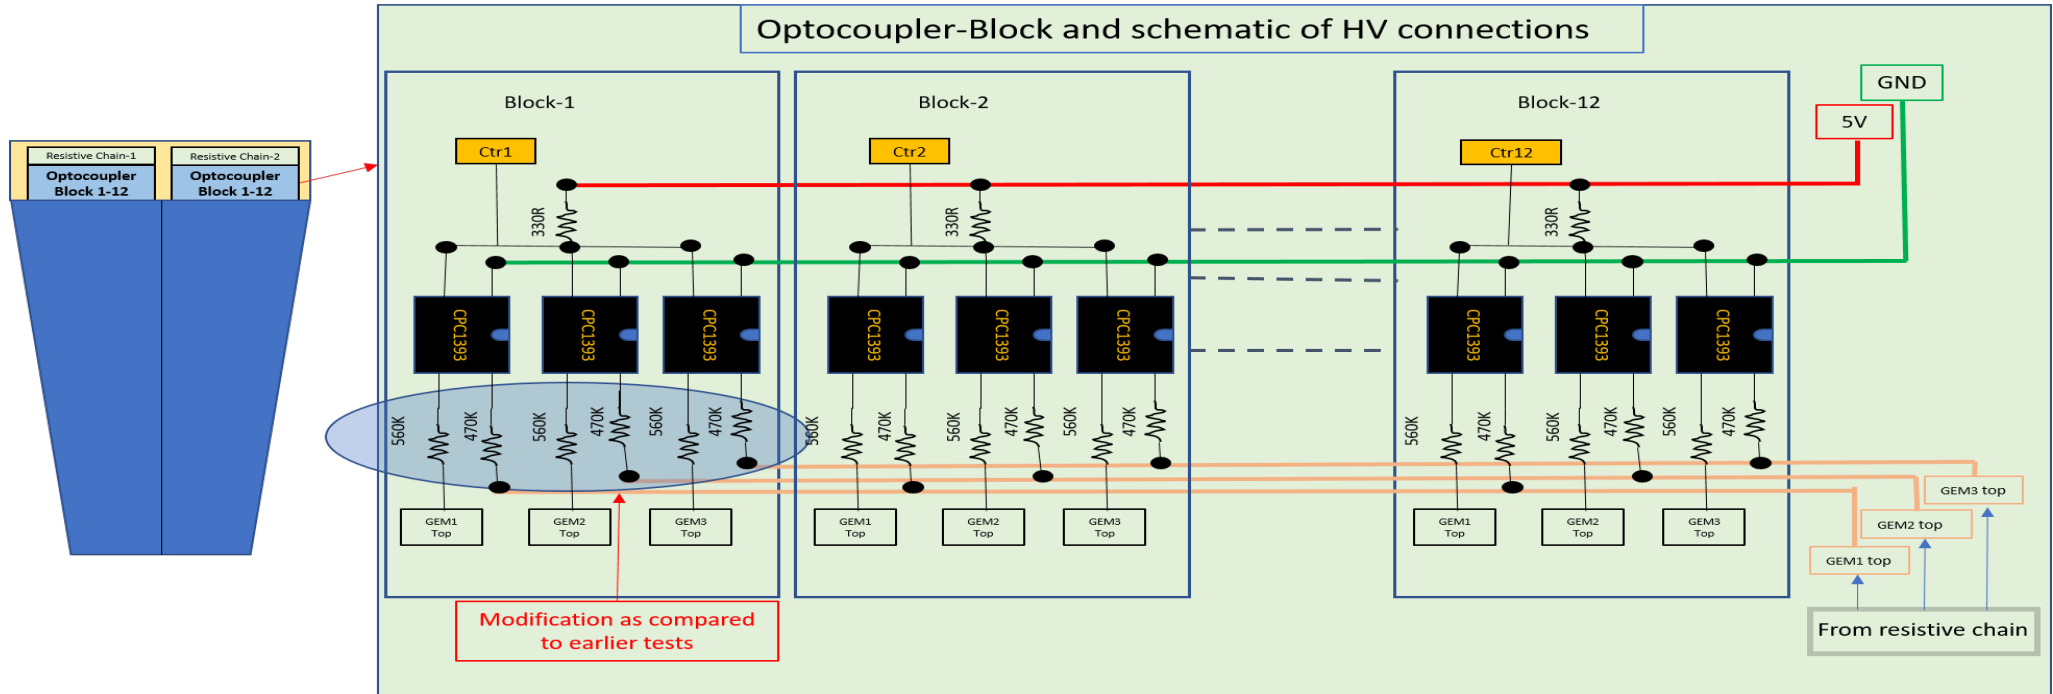 Optocoupler-Block and schematic of HV connections
Resistive Chain-1
Optocoupler
Block 1-12
Resistive Chain-2
Optocoupler
Block 1-12
Block-1
Ctr1
330R
CPC1393
CPC1393
CPC1393
560K
470K
560K
470K
560K
470K
GEM1
Top
GEM2
Top
GEM3
Top
Modification as compared
to earlier tests
Block-2
Ctr2
330R
CPC1393
CPC1393
CPC1393
560K
470K
560K
470K
560K
470K
GEM1
Top
GEM2
Top
GEM3
Top
Block-12
Ctr12
330R
CPC1393
CPC1393
CPC1393
560K
470K
560K
470K
560K
470K
GEM1
Top
GEM2
Top
GEM3
Top
GND
5V
GEM3 top
GEM2 top
GEM1 top
From resistive chain